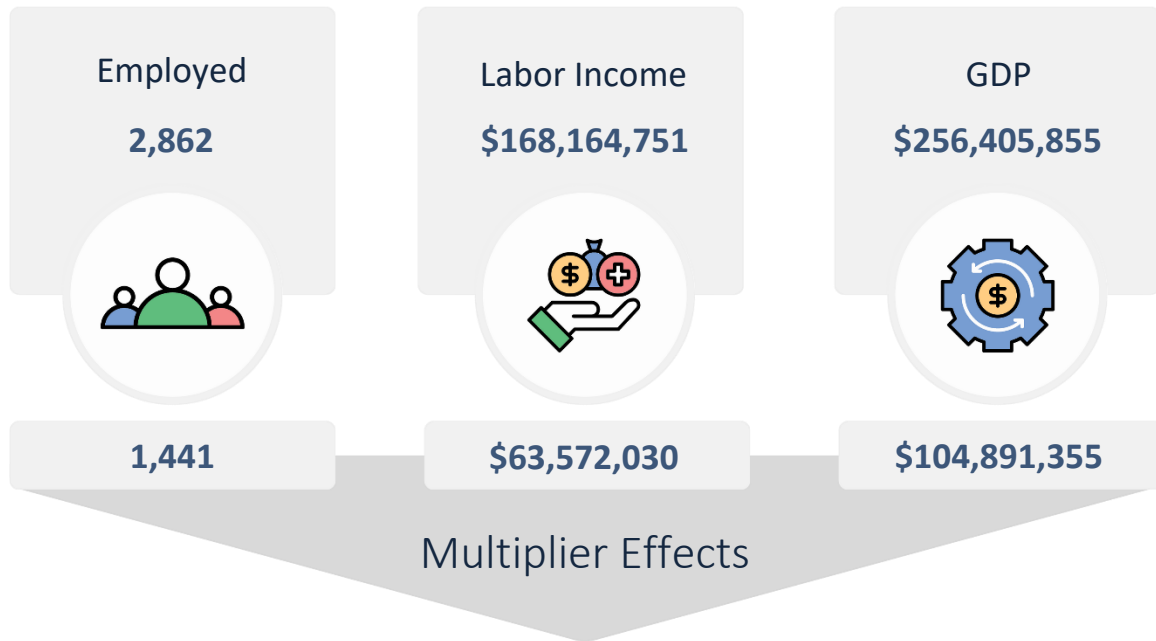 Employed
2,862
Labor Income
$168,164,751
GDP
$256,405,855
$
$
1,441
$63,572,030
$104,891,355
Multiplier Effects